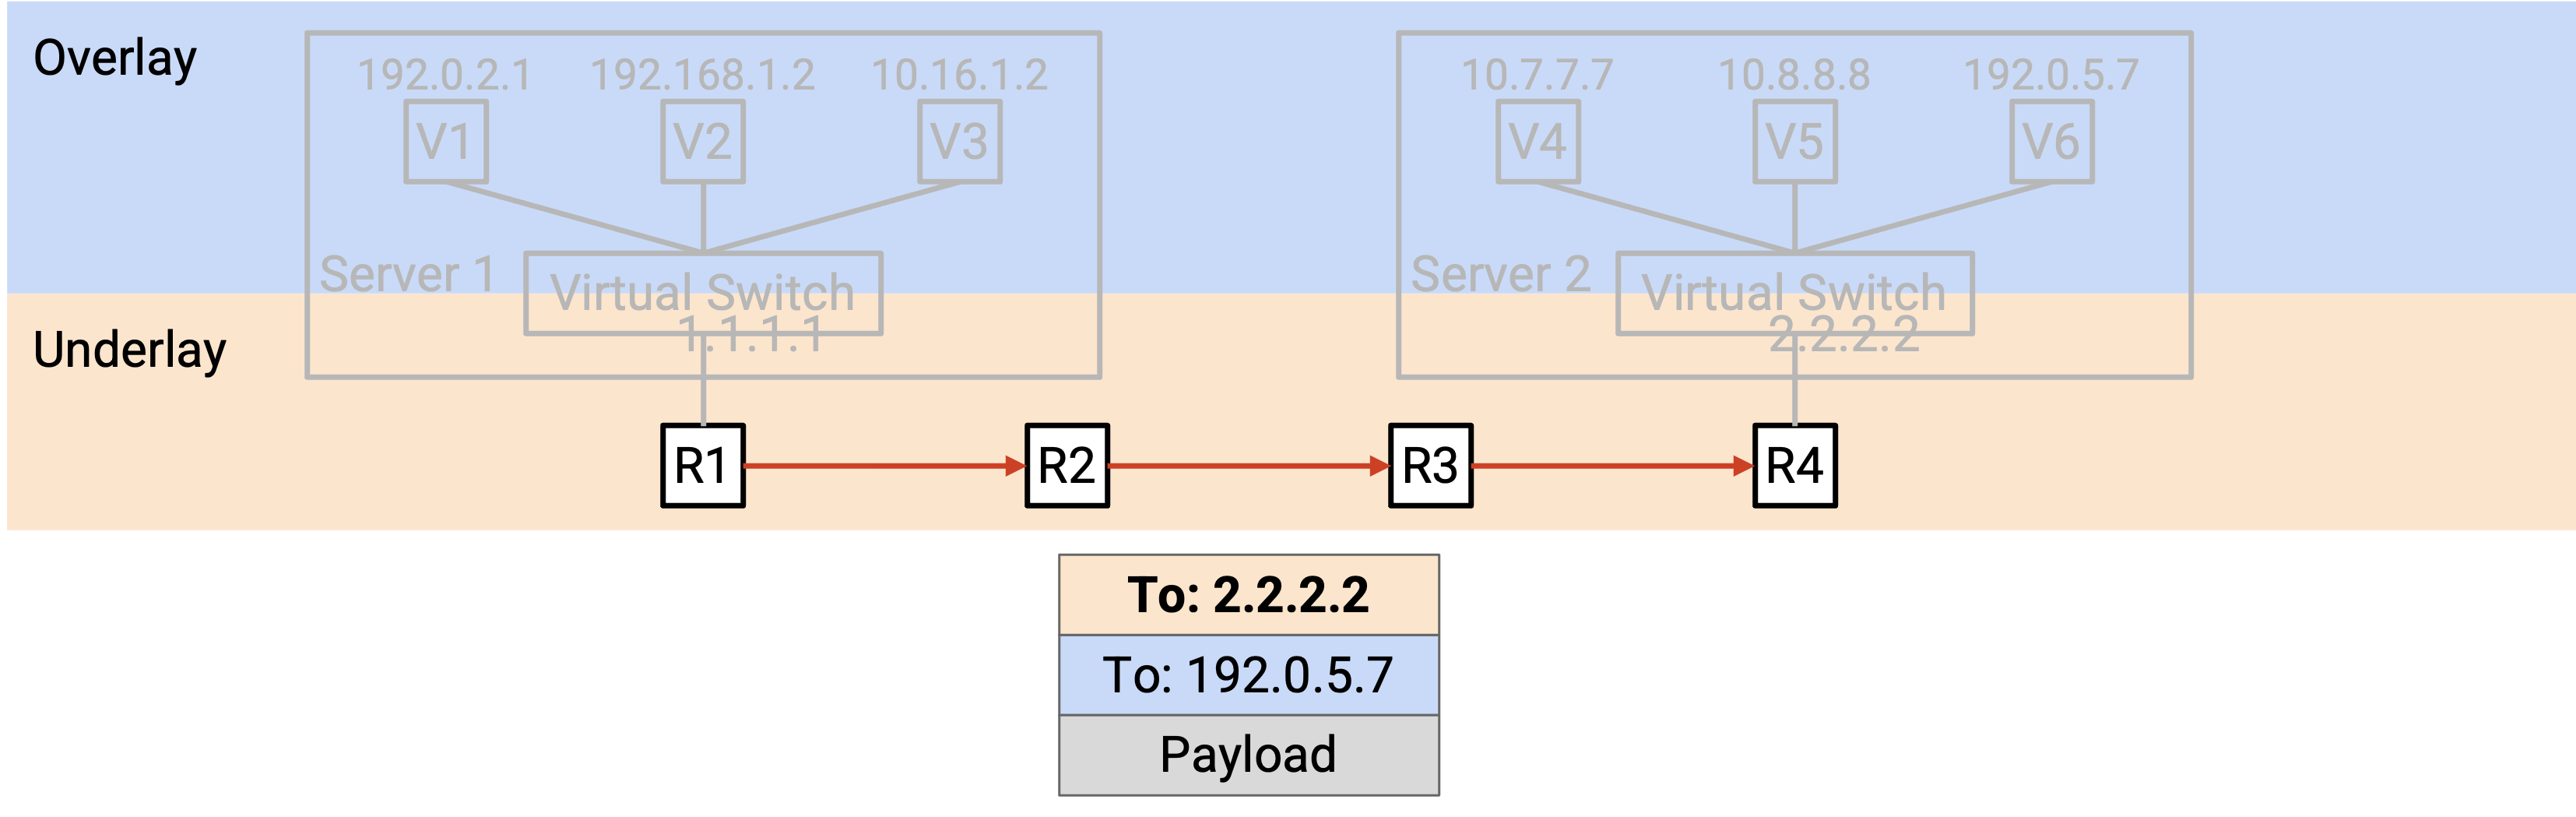 Overlay
192.0.2.1
192.168.1.2
10.16.1.2
V1
V2
V3
Server 1
Virtual Switch
1.1.1.1
10.7.7.7
10.8.8.8
192.0.5.7
V4
V5
V6
Server 2
Virtual Switch
2.2.2.2
Underlay
R1
R2
R3
R4
To: 2.2.2.2
To: 192.0.5.7
Payload